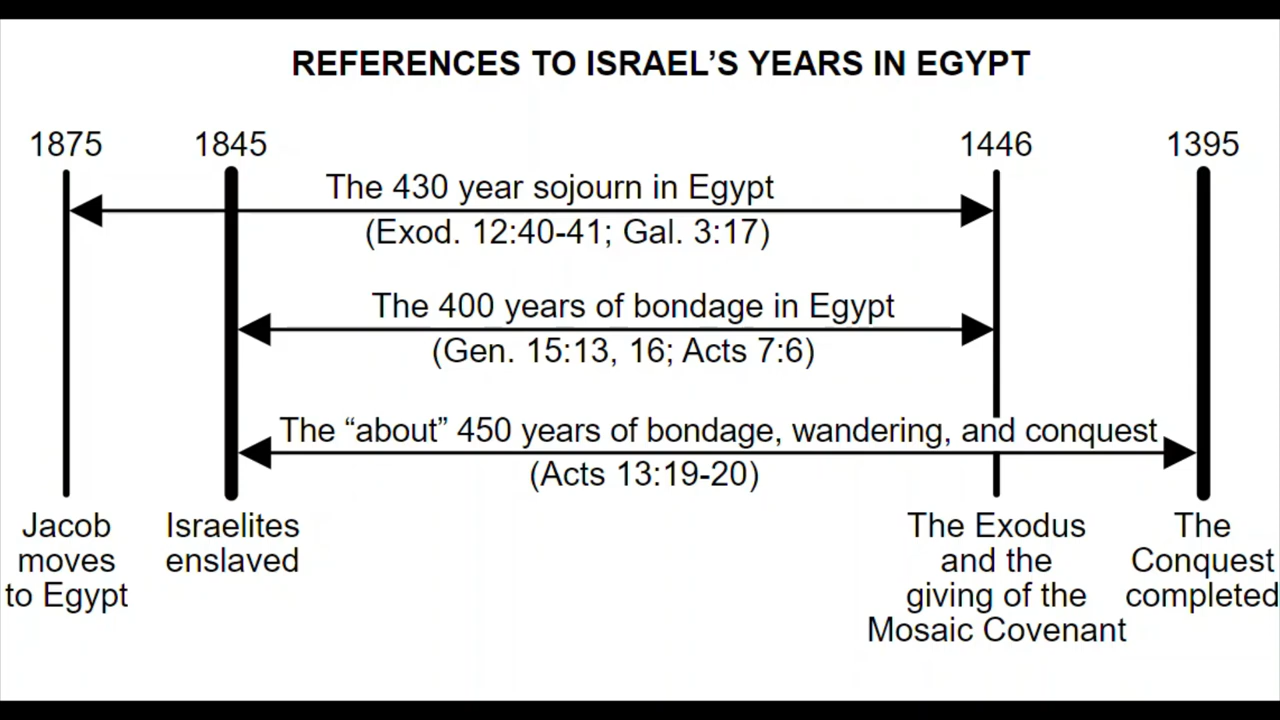 REFERENCES TO ISRAEL’S YEARS IN EGYPT
1875 1845 1446 1395
The 430 year sojourn in Egypt
(Exod. 12:40-41; Gal. 3:17)
The 400 years of bondage in Egypt
(Gen. 15:13, 16; Acts 7:6)
The “about” 450 years of bondage, wandering, and conquest
(Acts 13:19-20)
Jacob
moves
to Egypt
Israelites
enslaved
The Exodus
and the
giving of the
Mosaic Covenant
The
Conquest
completed